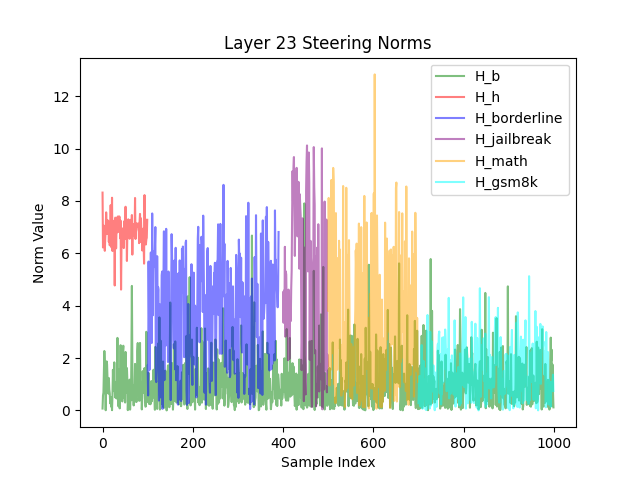 Layer 23 Steering Norms
H_b
H_h
H_borderline
H_jailbreak
H_math
H_gsm8k
Norm Value
12
10
8
6
4
2
0
0 200 400 600 800 1000
Sample Index